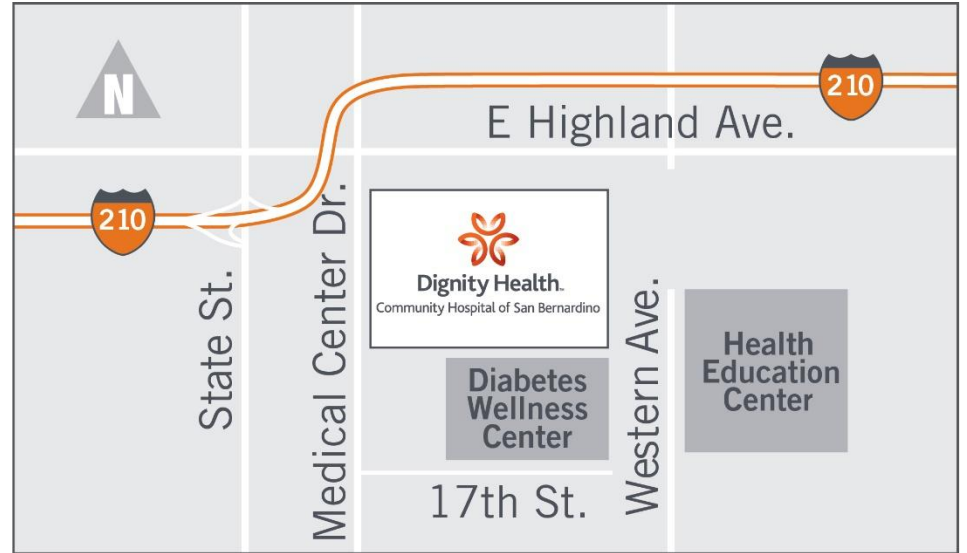 N
210
E Highland Ave.
210
State St.
Medical Center Dr.
Dignity Health™
Community Hospital of San Bernardino
Diabetes
Wellness
Center
Western Ave.
Health
Education
Center
17th St.